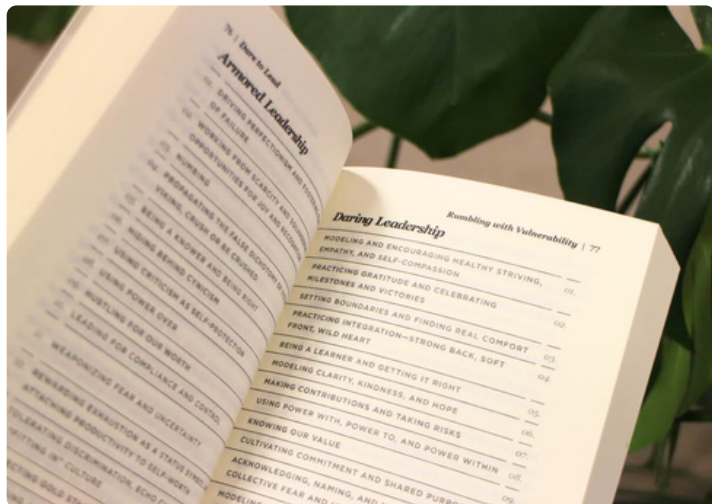 76 | Dare to Lead
Armored Leadership
01. DRIVING PERFECTIONISM AND
OF FAILURE
02. WORKING FROM SCARCITY AND
OPPORTUNITIES FOR JOY AND
03. NUMBING
04. PROPAGATING THE FALSE DICHOTOMY
VIKING, CRUSH OR BE CRUSHED
BEING A KNOWER AND BEING RIGHT
HIDING BEHIND CYNICISM
USING CRITICISM AS SELF-PROTECTION
USING POWER OVER
HUSTLING FOR OUR WORTH
LEADING FOR COMPLIANCE AND CONTROL
WEAPONIZING FEAR AND UNCERTAINTY
REWARDING EXHAUSTION AS A STATUS SYMBOL
ATTACHING PRODUCTIVITY TO SELF-WORTH
TOLERATING DISCRIMINATION, ECHO
CULTURE
GOLD
Rumbling with Vulnerability | 77
Daring Leadership
MODELING AND ENCOURAGING HEALTHY STRIVING,
EMPATHY, AND SELF-COMPASSION 01.
PRACTICING GRATITUDE AND CELEBRATING
MILESTONES AND VICTORIES 02.
SETTING BOUNDARIES AND FINDING REAL COMFORT 03.
PRACTICING INTEGRATION—STRONG BACK, SOFT
FRONT, WILD HEART 04.
BEING A LEARNER AND GETTING IT RIGHT 05.
MODELING CLARITY, KINDNESS, AND HOPE 06.
MAKING CONTRIBUTIONS AND TAKING RISKS 07.
USING POWER WITH, POWER TO, AND POWER WITHIN 08.
KNOWING OUR VALUE 09.
CULTIVATING COMMITMENT AND SHARED
ACKNOWLEDGING, NAMING, AND
COLLECTIVE FEAR AND
MODELING